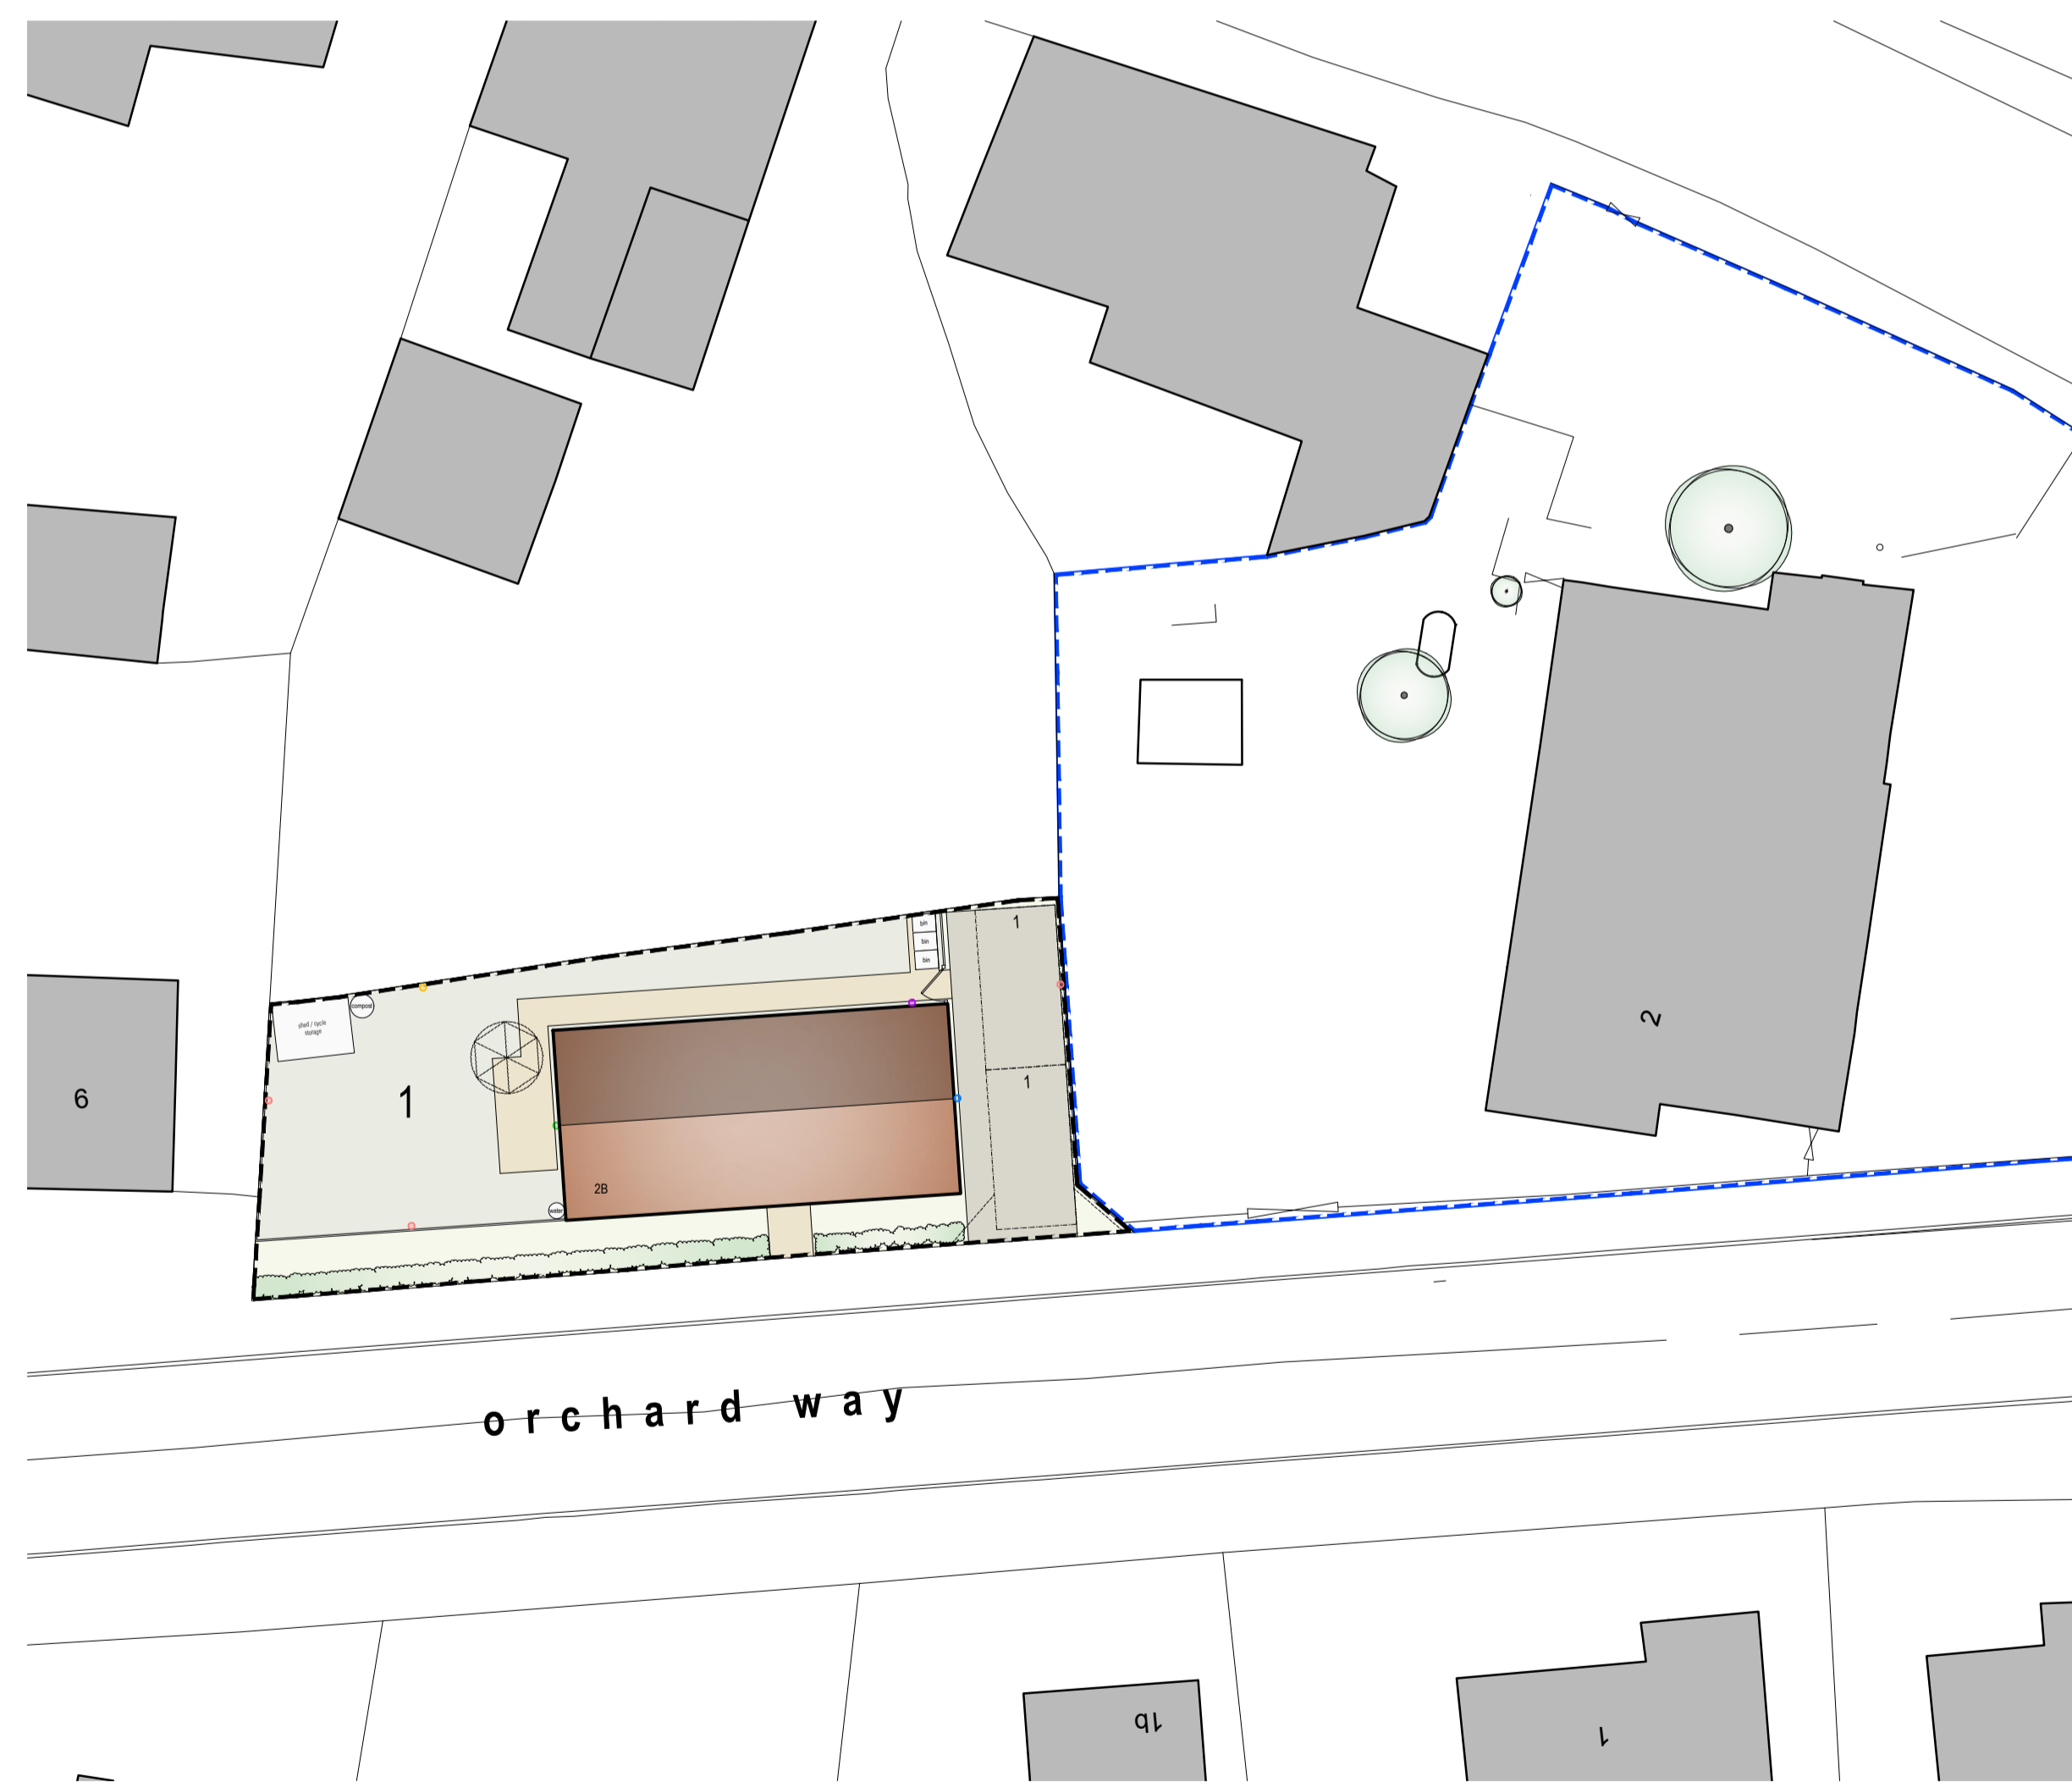 1
bin
bin
bin
compost
shed / cycle
storage
2
1
6
1
2B
water
orchard way
1b
1